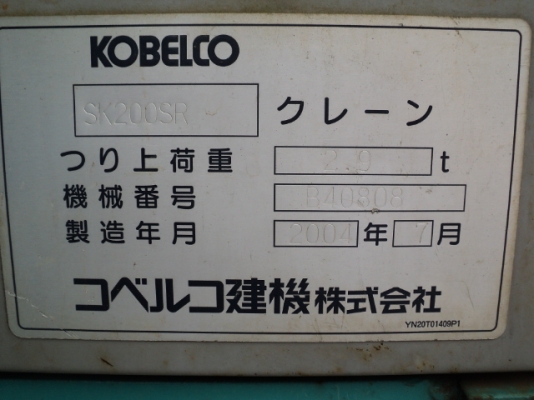 KOBELCO
SK200SR クレーン
つり上荷重 2.9 t
機械番号 B40808
製造年月 2004 年 7 月
コベルコ建機株式会社
YN20T01409P1